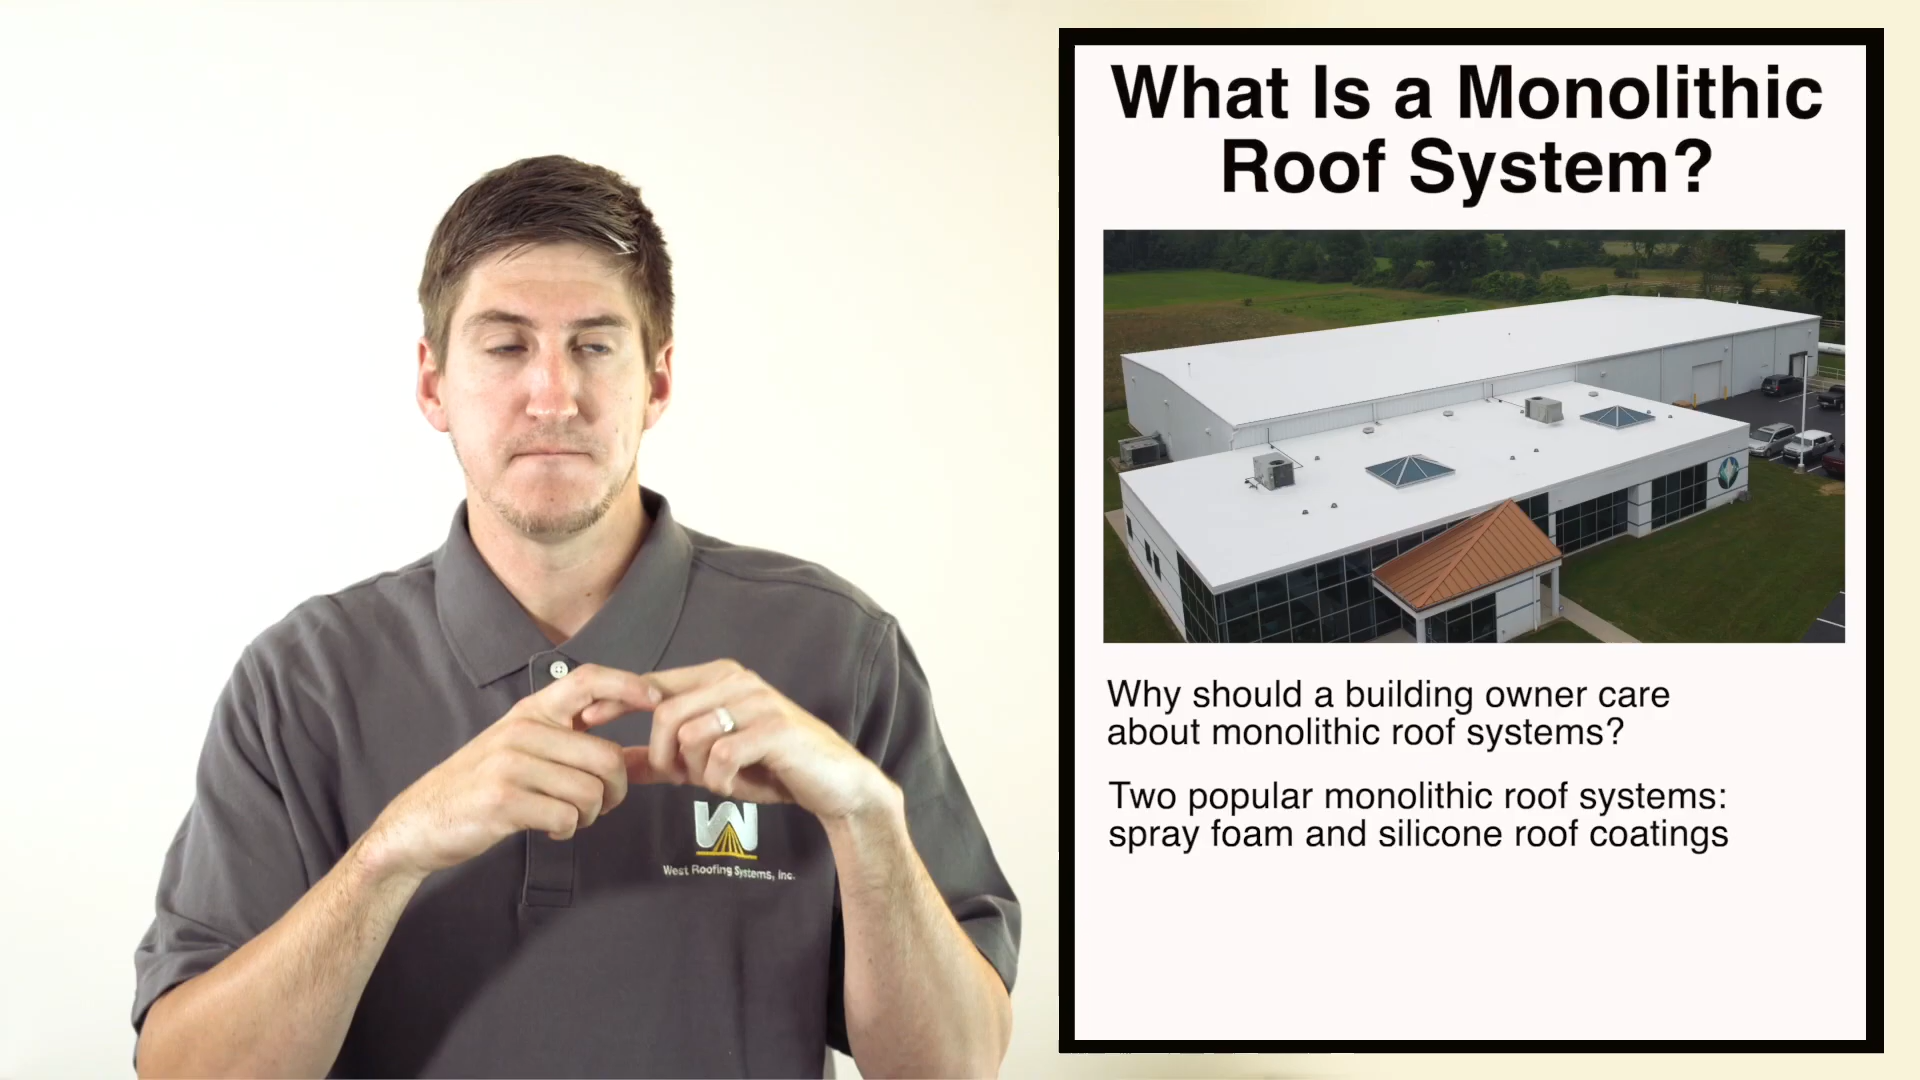 What Is a Monolithic
Roof System?
Why should a building owner care
about monolithic roof systems?
Two popular monolithic roof systems:
spray foam and silicone roof coatings
W
West Roofing Systems, Inc.